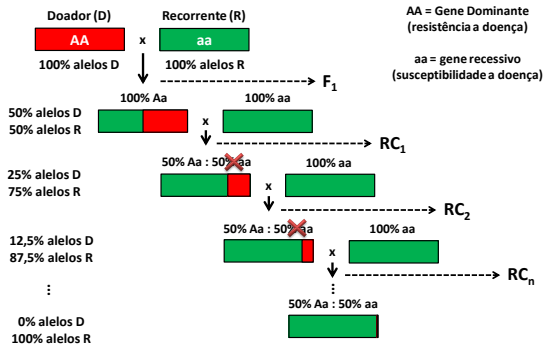 Doador (D)
Recorrente (R)
AA = Gene Dominante
(resistência a doença)
AA
x
aa
aa = gene recessivo
(susceptibilidade a doença)
100% alelos D
100% alelos R
F1
100% Aa
100% aa
50% alelos D
50% alelos R
x
RC1
50% Aa : 50% aa
100% aa
25% alelos D
75% alelos R
x
RC2
50% Aa : 50% aa
100% aa
12,5% alelos D
87,5% alelos R
x
RCn
⋮
⋮
50% Aa : 50% aa
0% alelos D
100% alelos R